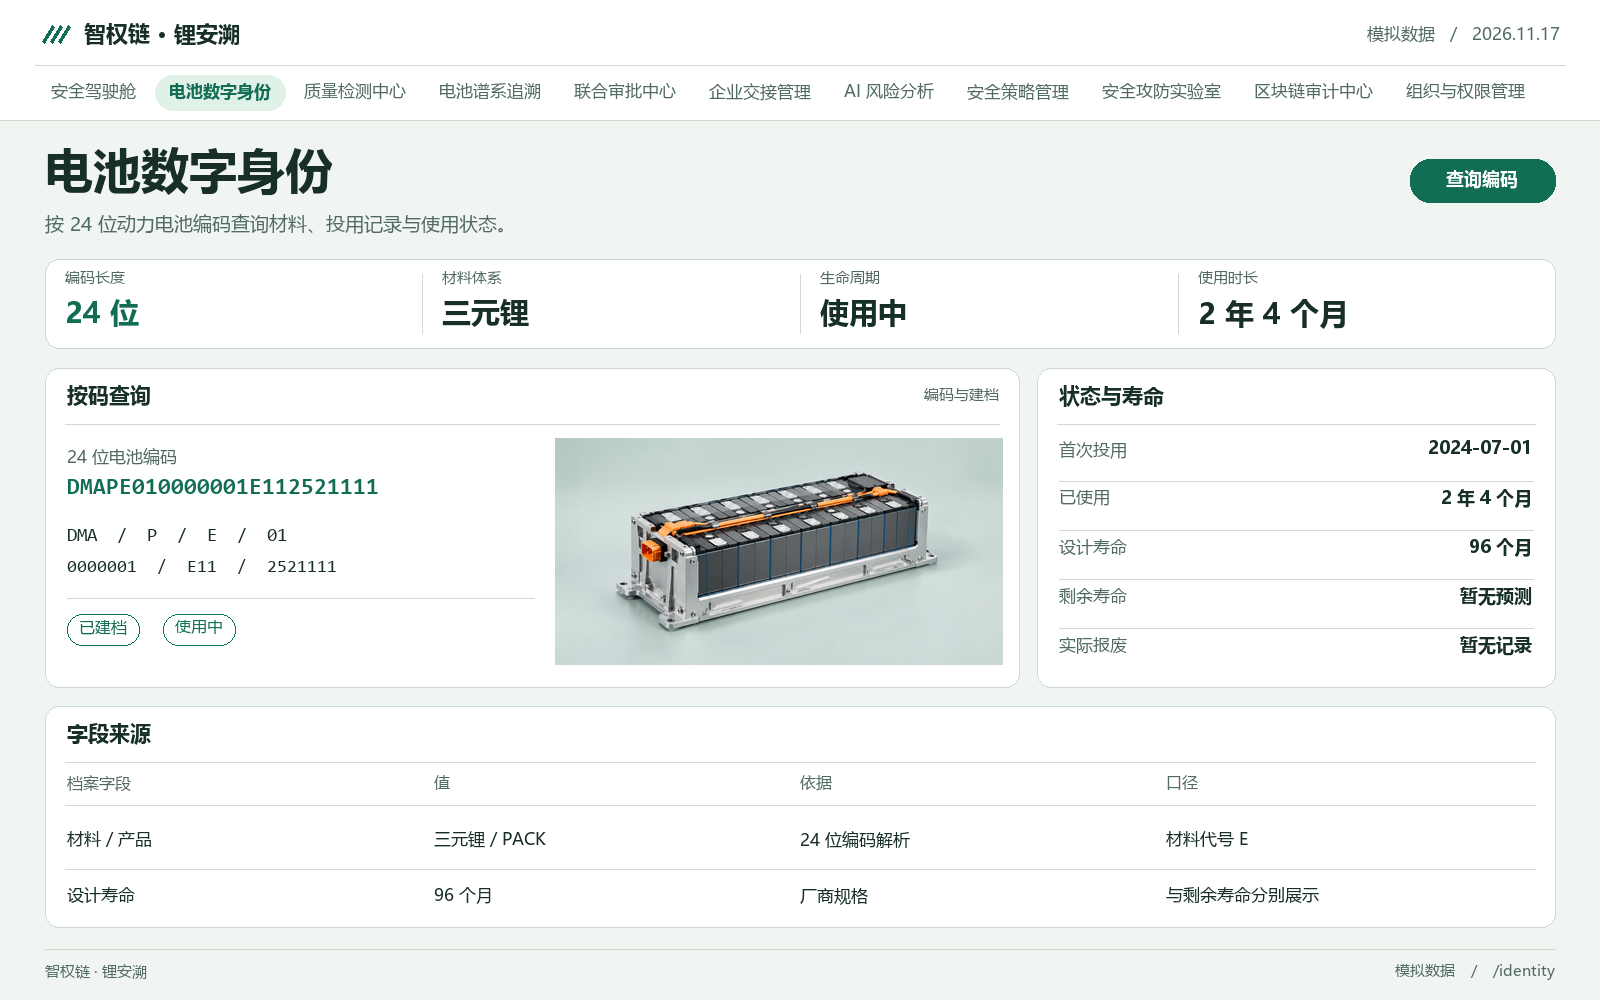 智权链 · 锂安溯
模拟数据 / 2026.11.17
安全驾驶舱 电池数字身份 质量检测中心 电池谱系追溯 联合审批中心 企业交接管理 AI 风险分析 安全策略管理 安全攻防实验室 区块链审计中心 组织与权限管理
电池数字身份
查询编码
按 24 位动力电池编码查询材料、投用记录与使用状态。
编码长度
24 位
材料体系
三元锂
生命周期
使用中
使用时长
2 年 4 个月
按码查询
编码与建档
24 位电池编码
DMAPE010000001E112521111
DMA / P / E / 01
0000001 / E11 / 2521111
已建档 使用中
状态与寿命
首次投用 2024-07-01
已使用 2 年 4 个月
设计寿命 96 个月
剩余寿命 暂无预测
实际报废 暂无记录
字段来源
档案字段 值 依据 口径
材料 / 产品 三元锂 / PACK 24 位编码解析 材料代号 E
设计寿命 96 个月 厂商规格 与剩余寿命分别展示
智权链 · 锂安溯
模拟数据 / /identity